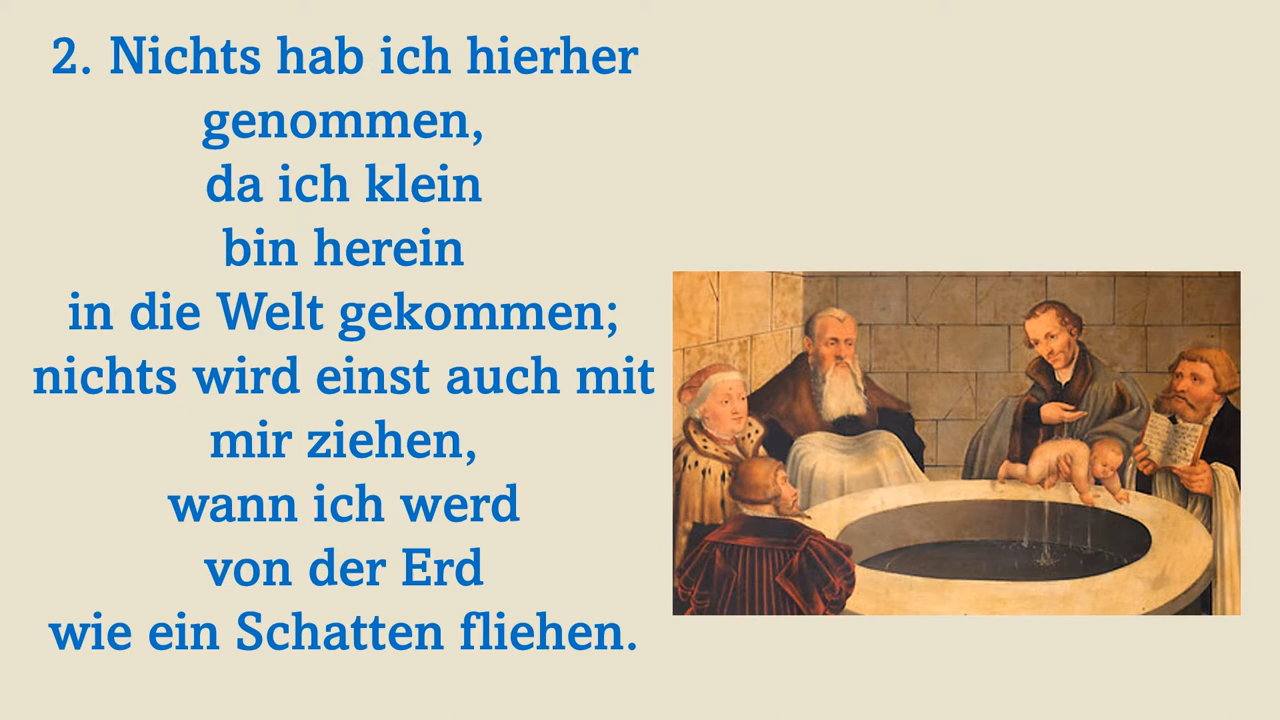 2. Nichts hab ich hierher
genommen,
da ich klein
bin herein
in die Welt gekommen;
nichts wird einst auch mit
mir ziehen,
wann ich werd
von der Erd
wie ein Schatten fliehen.